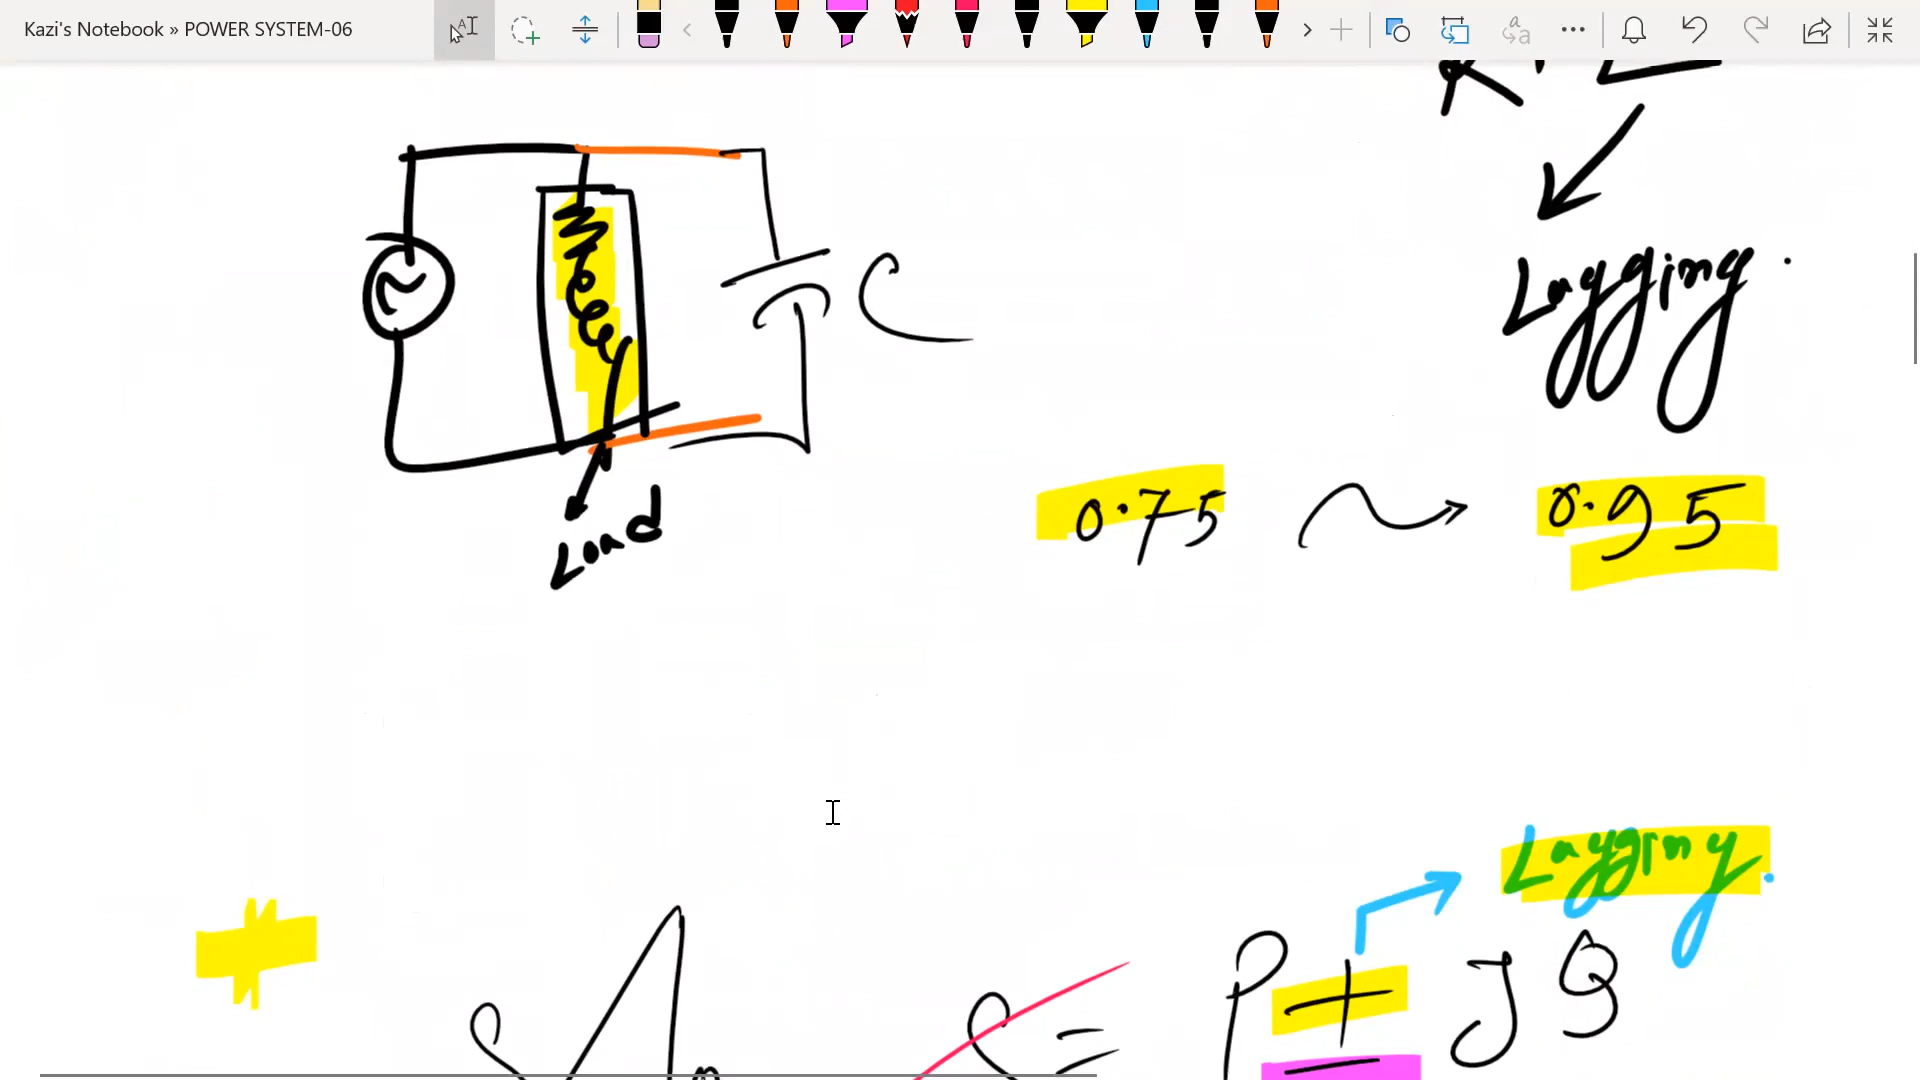 Kazi's Notebook » POWER SYSTEM-06
Lagging.
C
0.75
0.95
Load
Lagging.
S = P + JQ